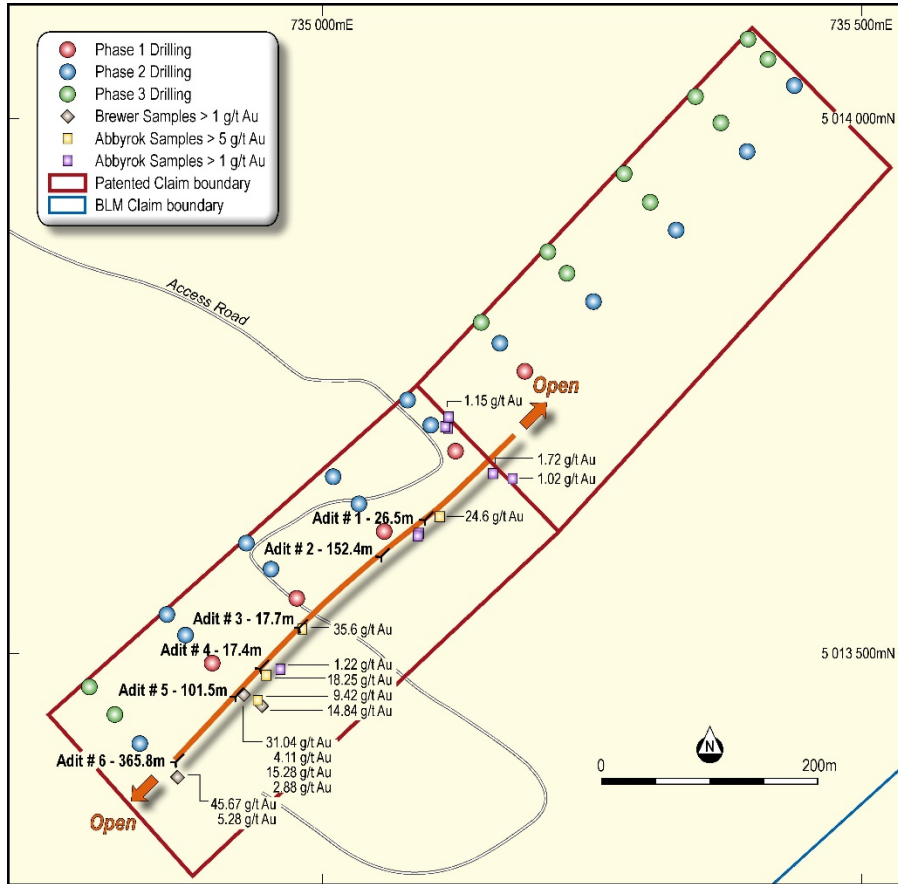 735 000mE
735 500mE
Phase 1 Drilling
Phase 2 Drilling
Phase 3 Drilling
Brewer Samples > 1 g/t Au
Abbyrok Samples > 5 g/t Au
Abbyrok Samples > 1 g/t Au
Patented Claim boundary
BLM Claim boundary
5 014 000mN
Access Road
Open
1.15 g/t Au
1.72 g/t Au
1.02 g/t Au
Adit # 1 - 26.5m
24.6 g/t Au
Adit # 2 - 152.4m
Adit # 3 - 17.7m
35.6 g/t Au
Adit # 4 - 17.4m
5 013 500mN
1.22 g/t Au
18.25 g/t Au
Adit # 5 - 101.5m
9.42 g/t Au
14.84 g/t Au
31.04 g/t Au
4.11 g/t Au
15.28 g/t Au
2.88 g/t Au
Adit # 6 - 365.8m
45.67 g/t Au
5.28 g/t Au
Open
N
0
200m